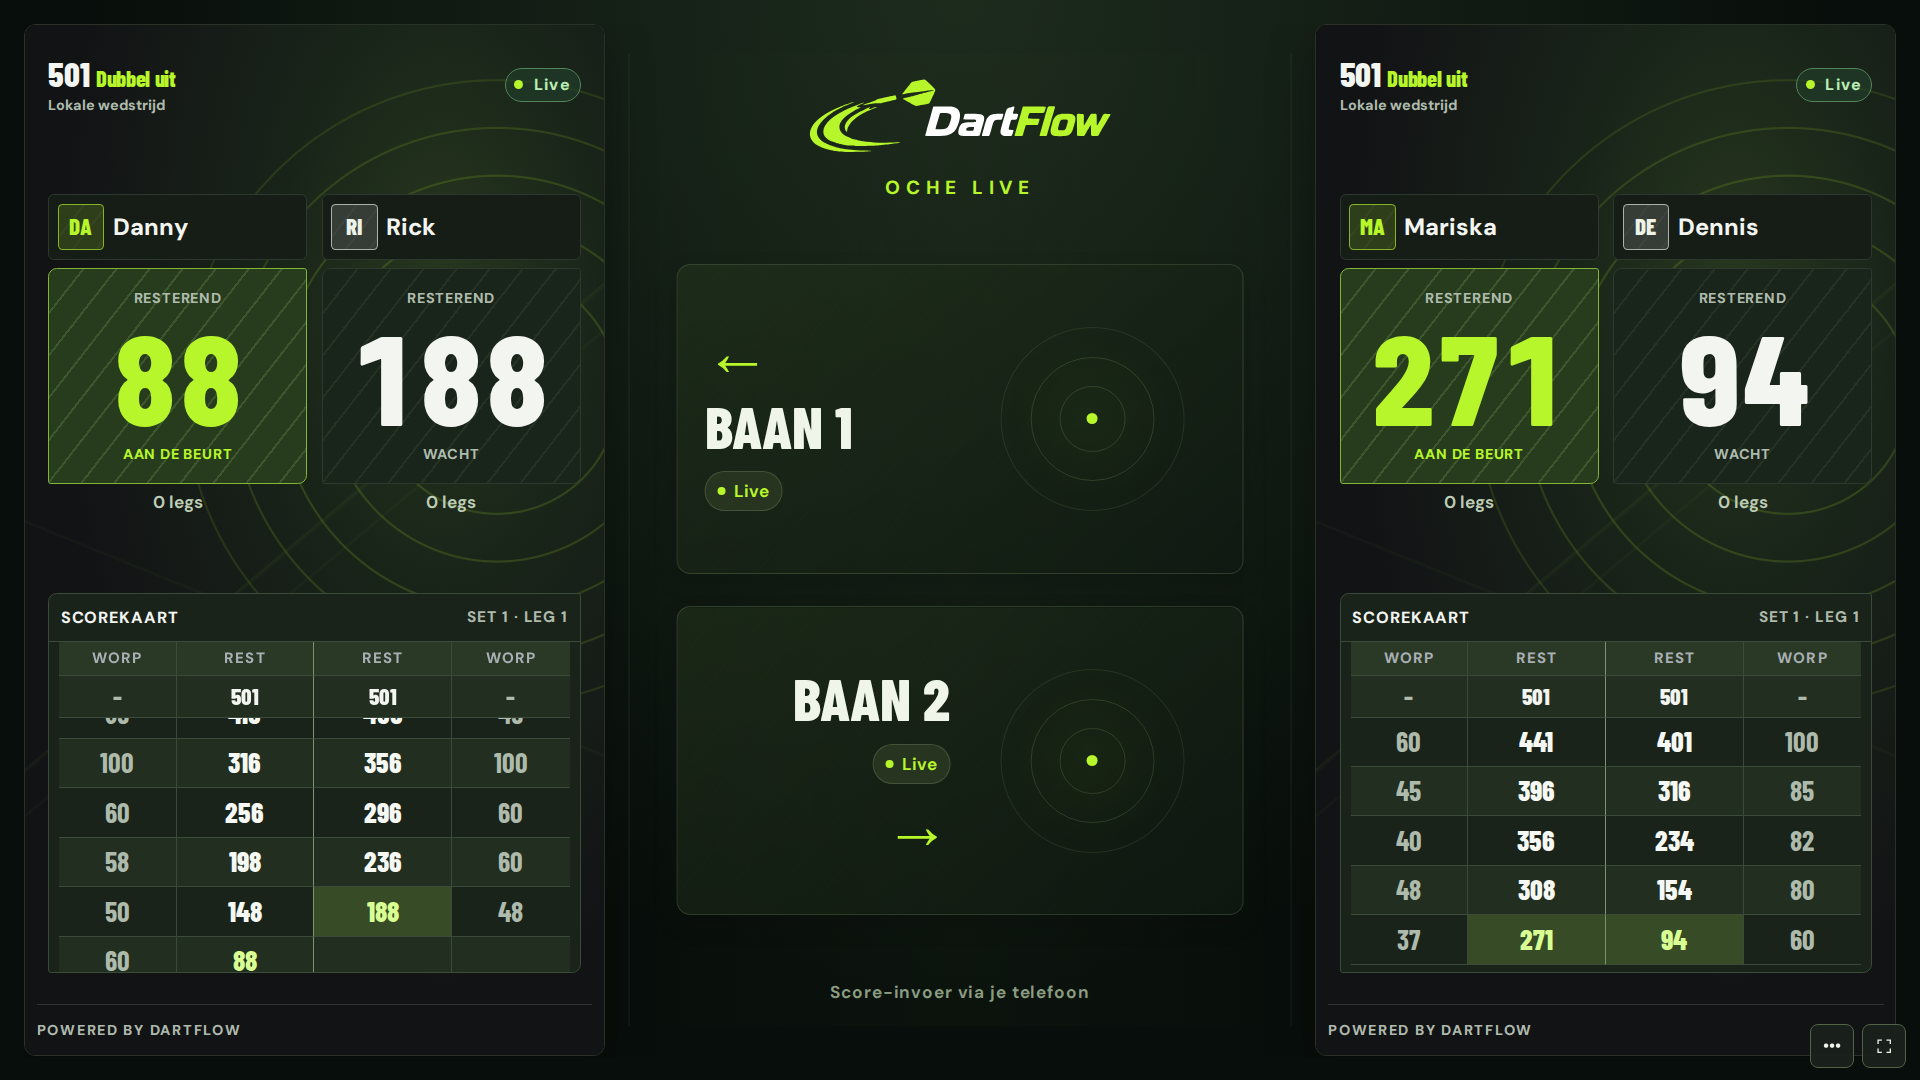 501 Dubbel uit
Lokale wedstrijd
Live
DA Danny
RI Rick
RESTEREND
88
AAN DE BEURT
0 legs
RESTEREND
188
WACHT
0 legs
SCOREKAART SET 1 · LEG 1
WORP REST REST WORP
- 501 501 -
100 316 356 100
60 256 296 60
58 198 236 60
50 148 188 48
60 88
POWERED BY DARTFLOW
DartFlow
OCHE LIVE
←
BAAN 1
Live
BAAN 2
Live
→
Score-invoer via je telefoon
501 Dubbel uit
Lokale wedstrijd
Live
MA Mariska
DE Dennis
RESTEREND
271
AAN DE BEURT
0 legs
RESTEREND
94
WACHT
0 legs
SCOREKAART SET 1 · LEG 1
WORP REST REST WORP
- 501 501 -
60 441 401 100
45 396 316 85
40 356 234 82
48 308 154 80
37 271 94 60
POWERED BY DARTFLOW